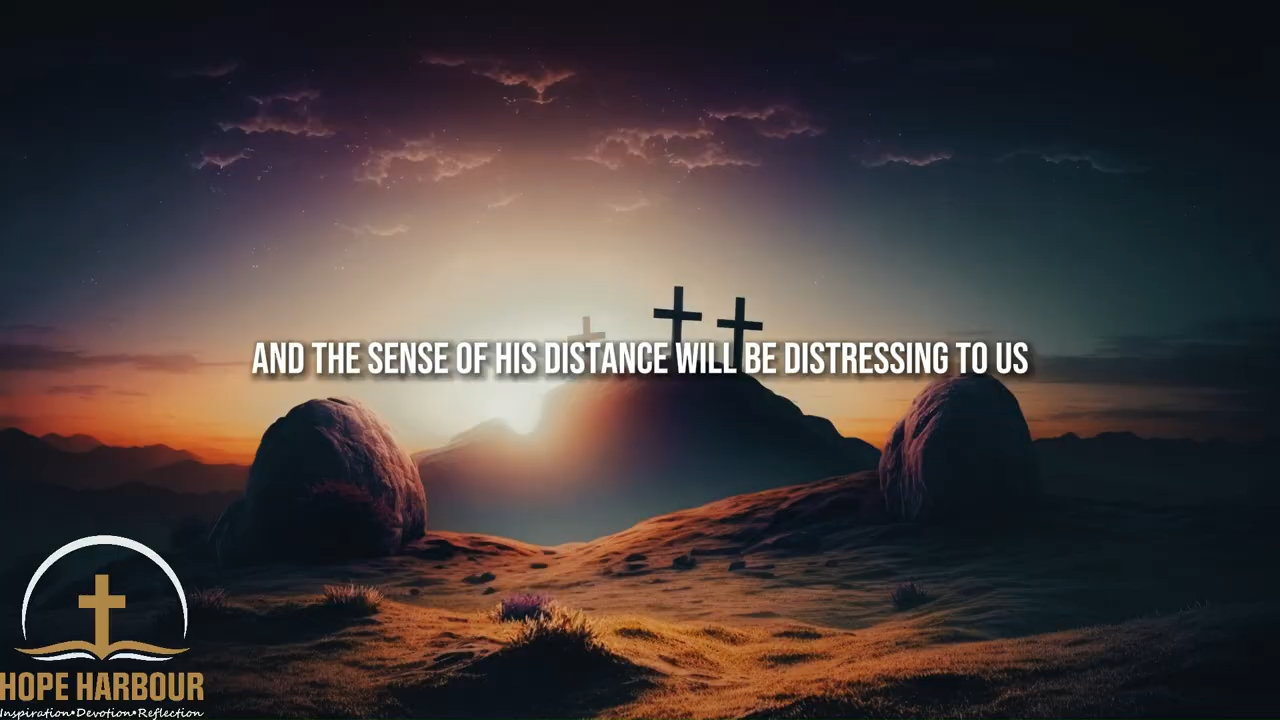 AND THE SENSE OF HIS DISTANCE WILL BE DISTRESSING TO US
HOPE HARBOUR
Inspiration•Devotion•Reflection